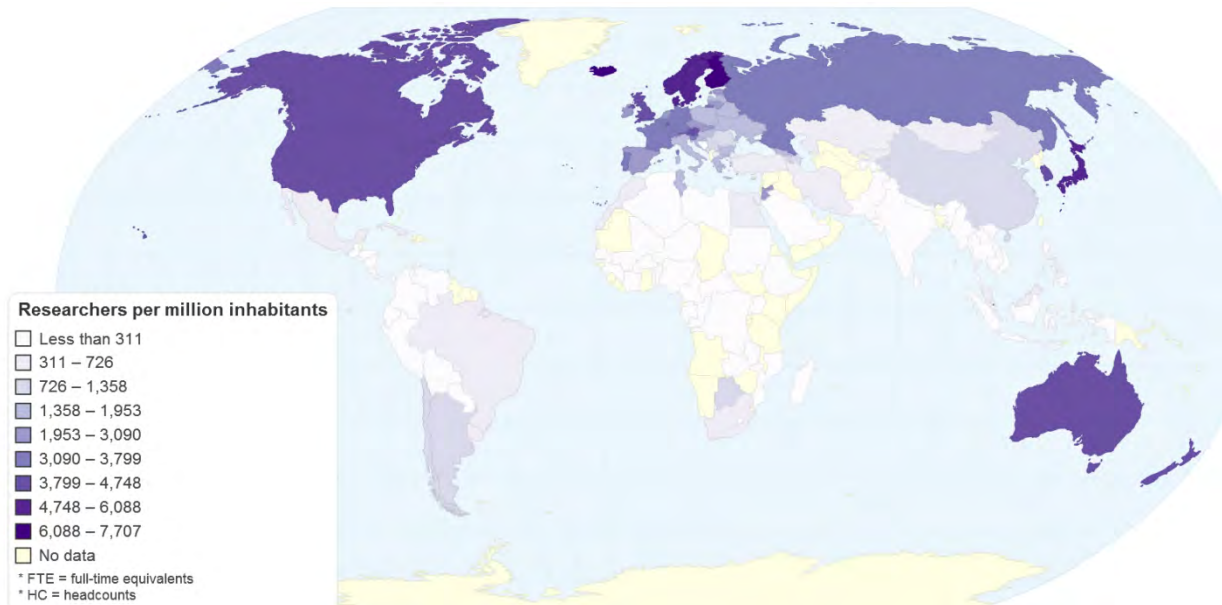 Researchers per million inhabitants
Less than 311
311 – 726
726 – 1,358
1,358 – 1,953
1,953 – 3,090
3,090 – 3,799
3,799 – 4,748
4,748 – 6,088
6,088 – 7,707
No data
* FTE = full-time equivalents
* HC = headcounts